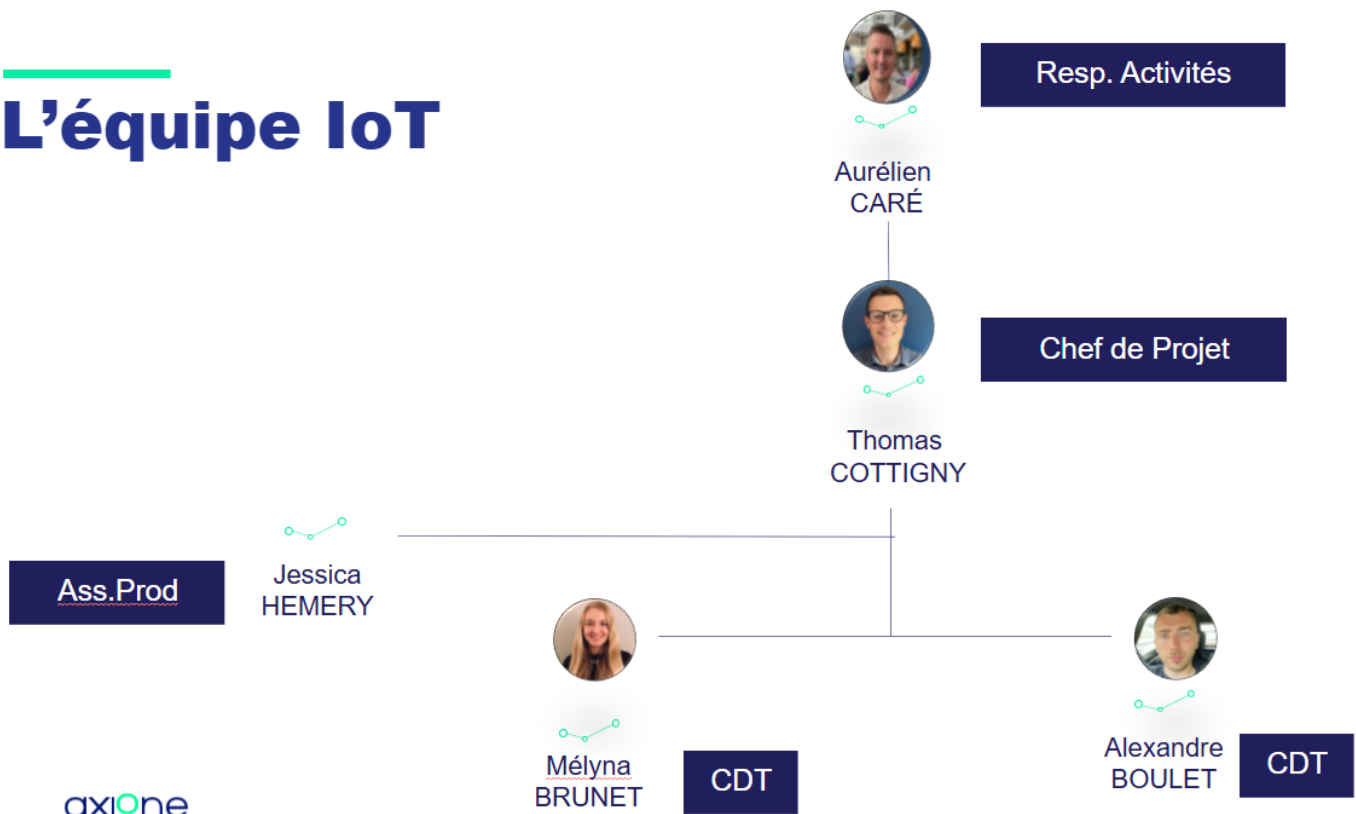 L'équipe IoT
Resp. Activités
Aurélien
CARÉ
Chef de Projet
Thomas
COTTIGNY
Ass.Prod
Jessica
HEMERY
Mélyna
BRUNET
CDT
Alexandre
BOULET
CDT
axione